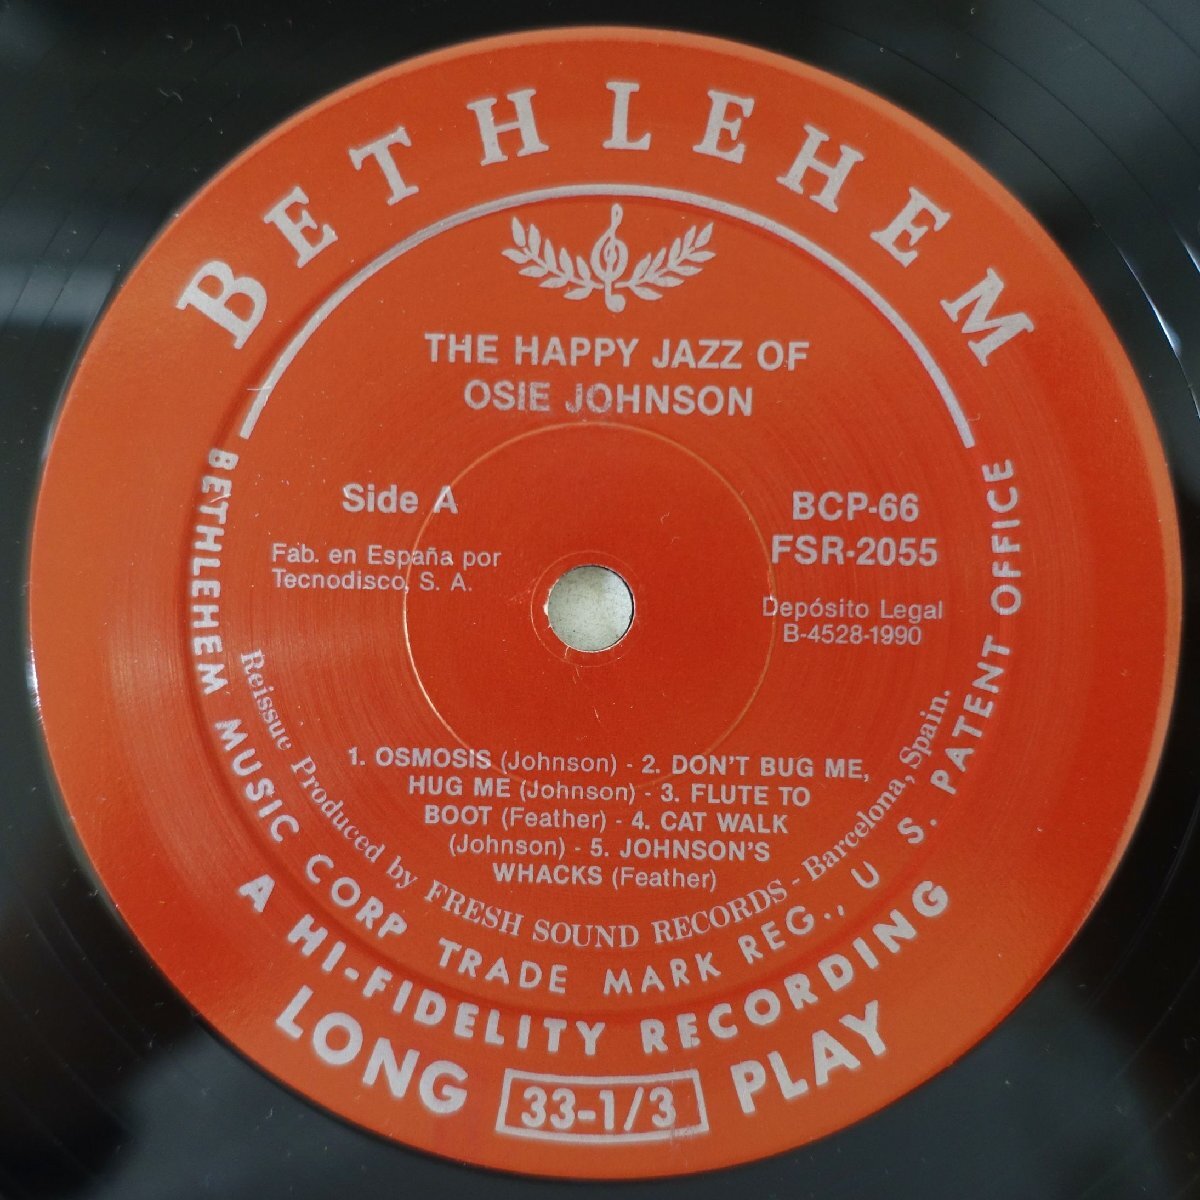 BETHLEHEM
THE HAPPY JAZZ OF
OSIE JOHNSON
Side A
Fab. en España por
Tecnodisco, S. A.
BCP-66
FSR-2055
Depósito Legal
B-4528-1990
1. OSMOSIS (Johnson) - 2. DON'T BUG ME,
HUG ME (Johnson) - 3. FLUTE TO
BOOT (Feather) - 4. CAT WALK
(Johnson) - 5. JOHNSON'S
WHACKS (Feather)
Reissue Produced by FRESH SOUND RECORDS - Barcelona, Spain.
BETHLEHEM MUSIC CORP TRADE MARK REG., U S. PATENT OFFICE
A HI-FIDELITY RECORDING
LONG 33-1/3 PLAY